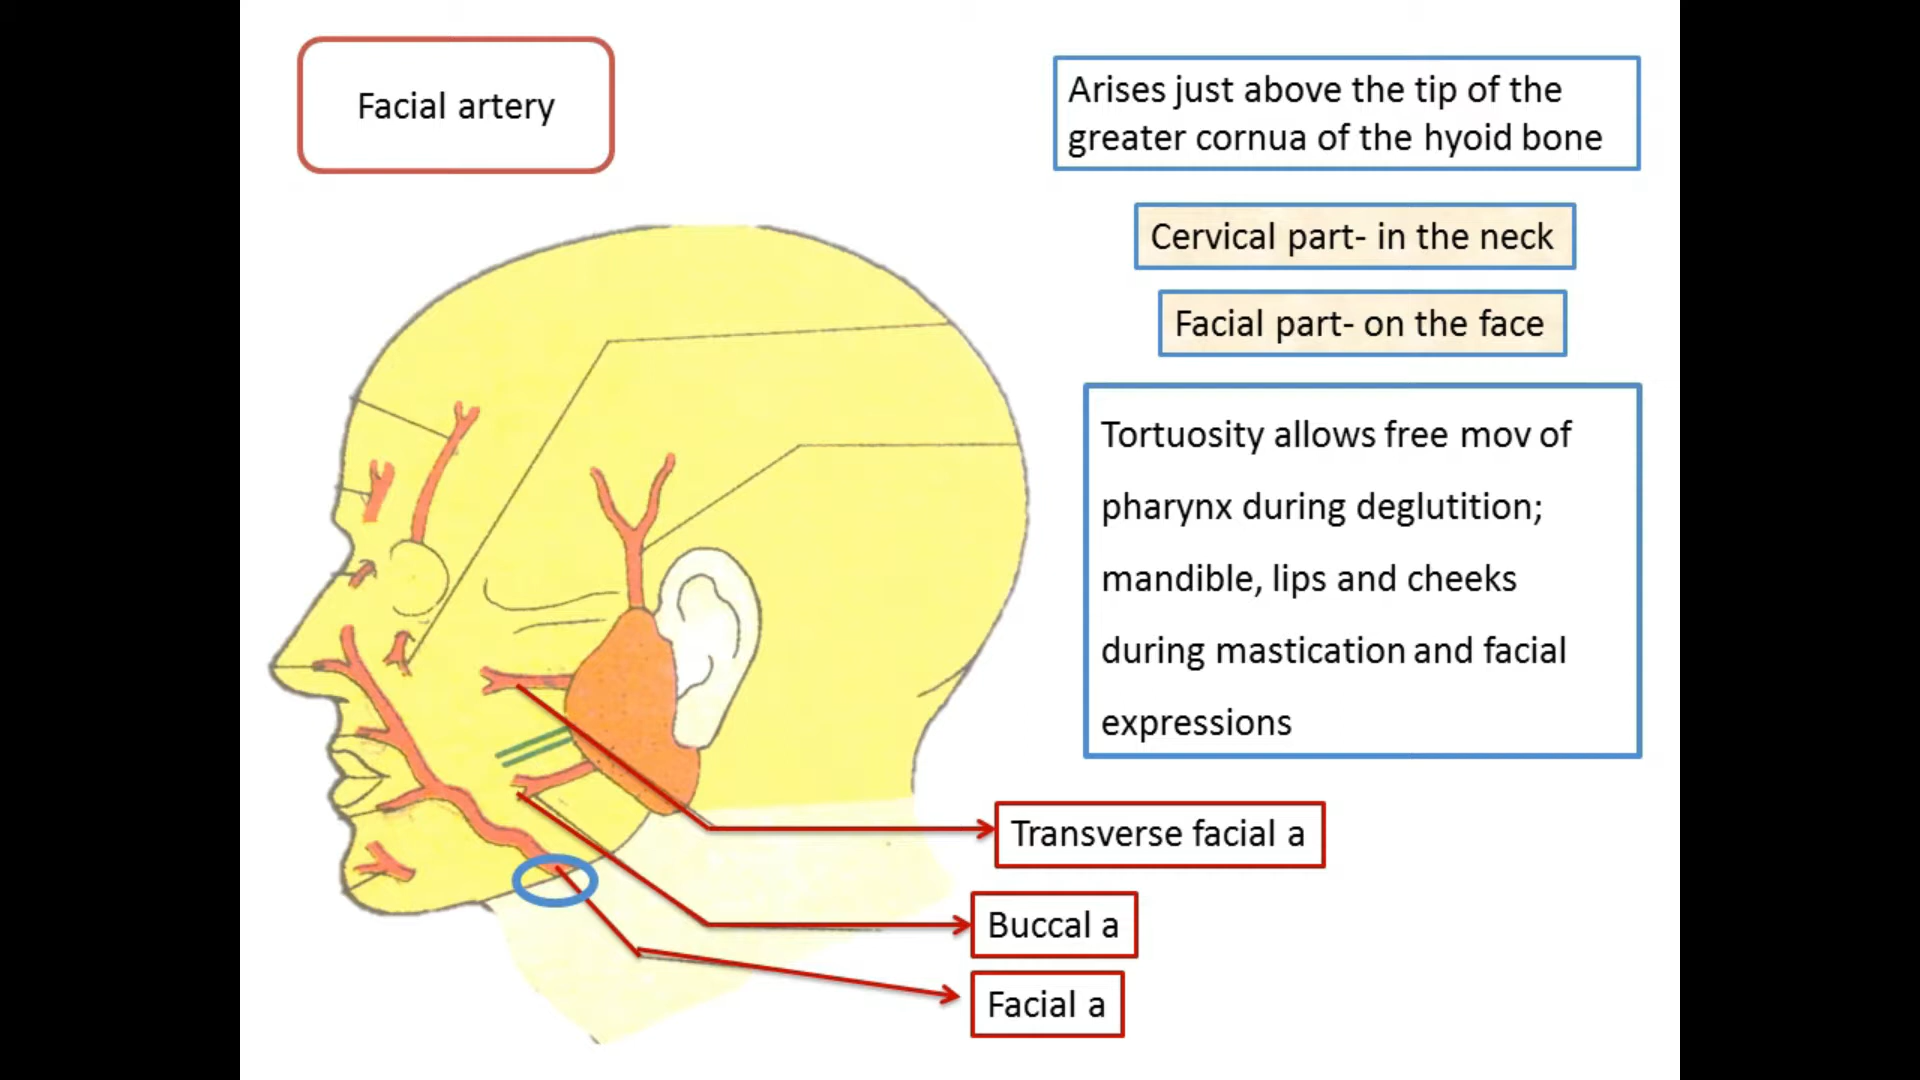 Facial artery
Arises just above the tip of the
greater cornua of the hyoid bone
Cervical part- in the neck
Facial part- on the face
Tortuosity allows free mov of
pharynx during deglutition;
mandible, lips and cheeks
during mastication and facial
expressions
Transverse facial a
Buccal a
Facial a